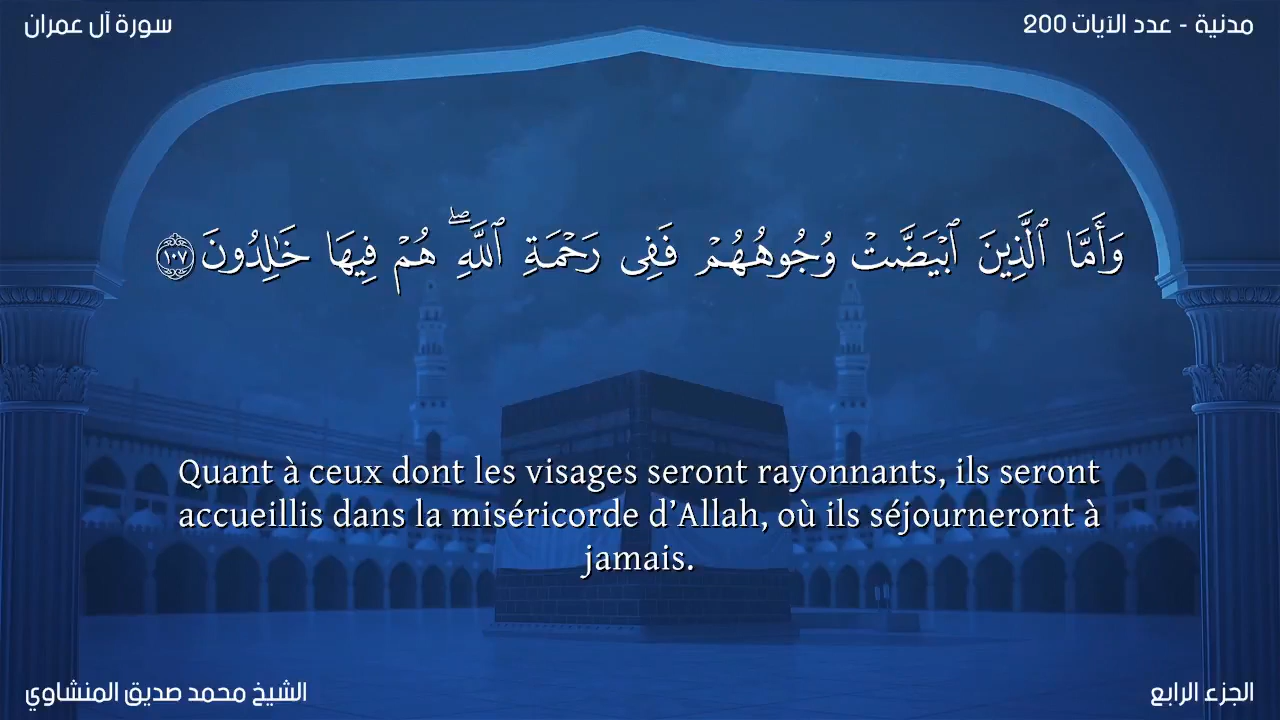 مدنية - عدد الآيات 200
سورة آل عمران
وَأَمَّا ٱلَّذِينَ ٱبْيَضَّتْ وُجُوهُهُمْ فَفِى رَحْمَةِ ٱللَّهِ ۖ هُمْ فِيهَا خَـٰلِدُونَ ١٠٧
Quant à ceux dont les visages seront rayonnants, ils seront
accueillis dans la miséricorde d’Allah, où ils séjourneront à
jamais.
الجزء الرابع
الشيخ محمد صديق المنشاوي